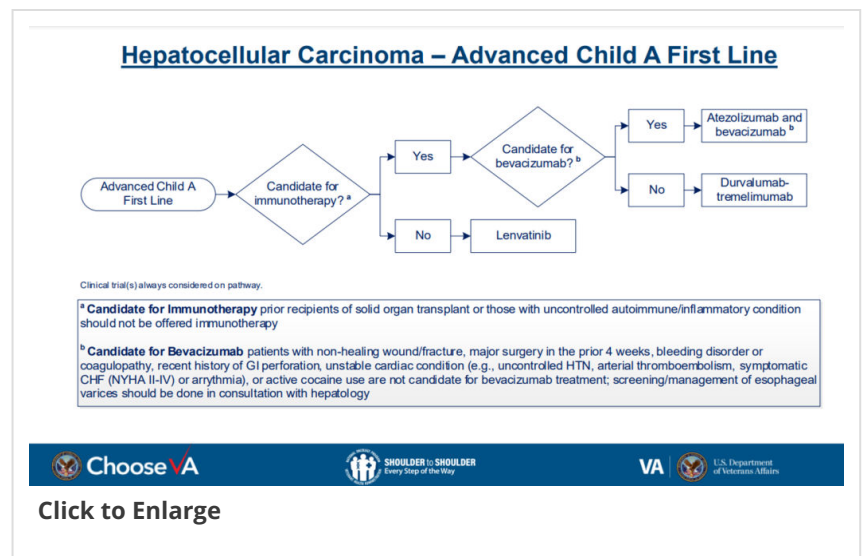 Hepatocellular Carcinoma – Advanced Child A First Line
Advanced Child A
First Line
Candidate for
immunotherapy? a
Yes
No
Lenvatinib
Candidate for
bevacizumab? b
Yes
No
Atezolizumab and
bevacizumab b
Durvalumab-
tremelimumab
Clinical trial(s) always considered on pathway.
a Candidate for Immunotherapy prior recipients of solid organ transplant or those with uncontrolled autoimmune/inflammatory condition
should not be offered immunotherapy
b Candidate for Bevacizumab patients with non-healing wound/fracture, major surgery in the prior 4 weeks, bleeding disorder or
coagulopathy, recent history of GI perforation, unstable cardiac condition (e.g., uncontrolled HTN, arterial thromboembolism, symptomatic
CHF (NYHA II-IV) or arrythmia), or active cocaine use are not candidate for bevacizumab treatment; screening/management of esophageal
varices should be done in consultation with hepatology
Choose VA
SHOULDER to SHOULDER
Every Step of the Way
VA
U.S. Department
of Veterans Affairs
Click to Enlarge